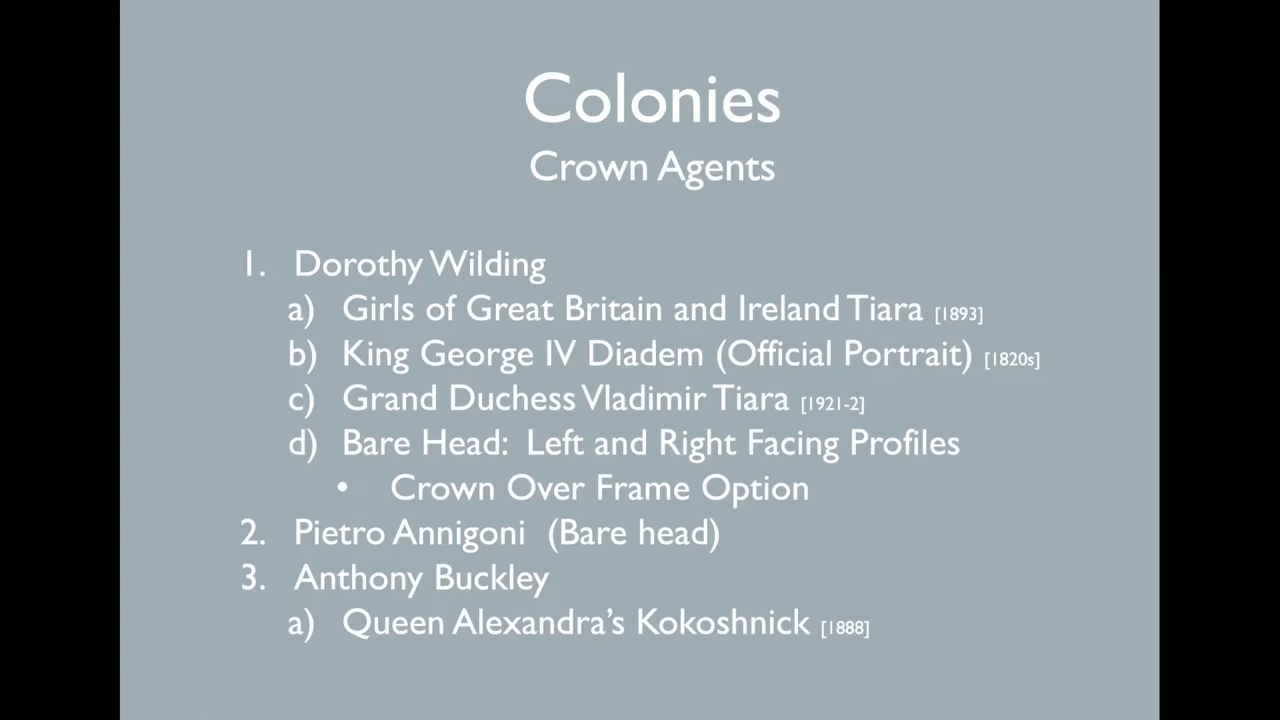 Colonies
Crown Agents
1. Dorothy Wilding
a) Girls of Great Britain and Ireland Tiara [1893]
b) King George IV Diadem (Official Portrait) [1820s]
c) Grand Duchess Vladimir Tiara [1921-2]
d) Bare Head: Left and Right Facing Profiles
• Crown Over Frame Option
2. Pietro Annigoni (Bare head)
3. Anthony Buckley
a) Queen Alexandra’s Kokoshnick [1888]